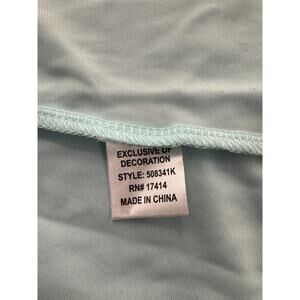 EXCLUSIVE OF
DECORATION
STYLE: 508341K
RN# 17414
MADE IN CHINA